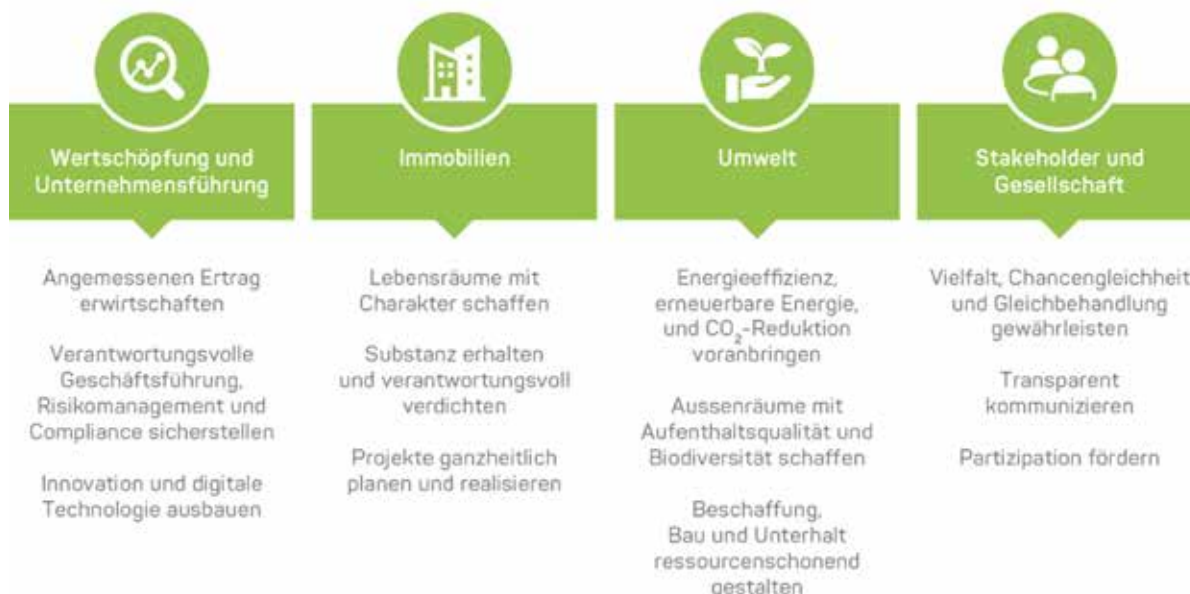 Wertschöpfung und
Unternehmensführung
Angemessenen Ertrag
erwirtschaften
Verantwortungsvolle
Geschäftsführung,
Risikomanagement und
Compliance sicherstellen
Innovation und digitale
Technologie ausbauen
Immobilien
Lebensräume mit
Charakter schaffen
Substanz erhalten
und verantwortungsvoll
verdichten
Projekte ganzheitlich
planen und realisieren
Umwelt
Energieeffizienz,
erneuerbare Energie,
und CO₂-Reduktion
voranbringen
Aussenräume mit
Aufenthaltsqualität und
Biodiversität schaffen
Beschaffung,
Bau und Unterhalt
ressourcenschonend
gestalten
Stakeholder und
Gesellschaft
Vielfalt, Chancengleichheit
und Gleichbehandlung
gewährleisten
Transparent
kommunizieren
Partizipation fördern